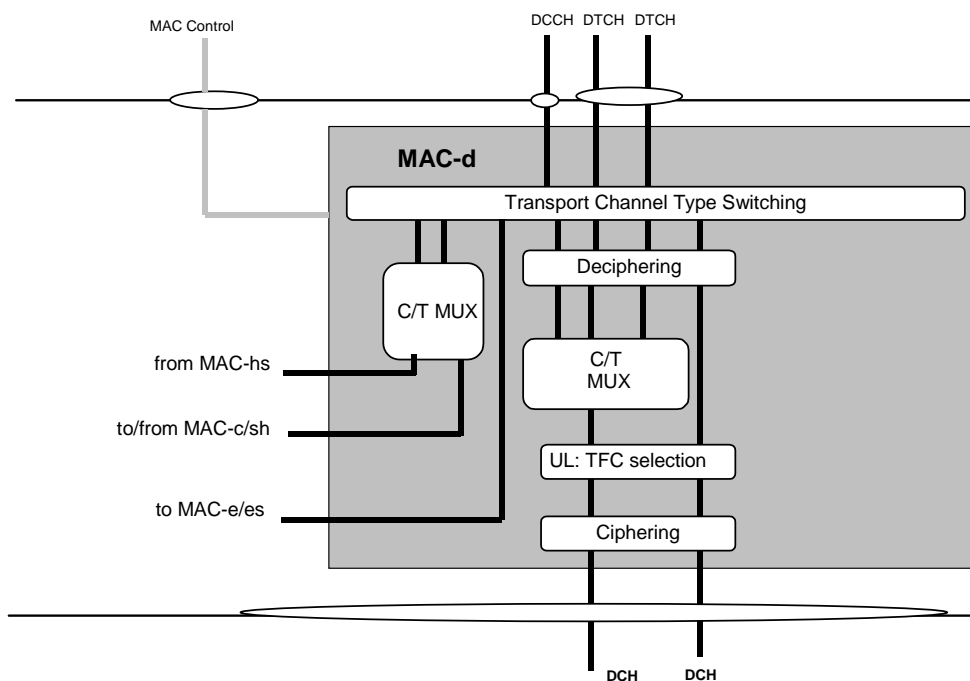 MAC Control
DCCH DTCH DTCH
MAC-d
Transport Channel Type Switching
Deciphering
C/T MUX
from MAC-hs
C/T
MUX
to/from MAC-c/sh
UL: TFC selection
to MAC-e/es
Ciphering
DCH DCH